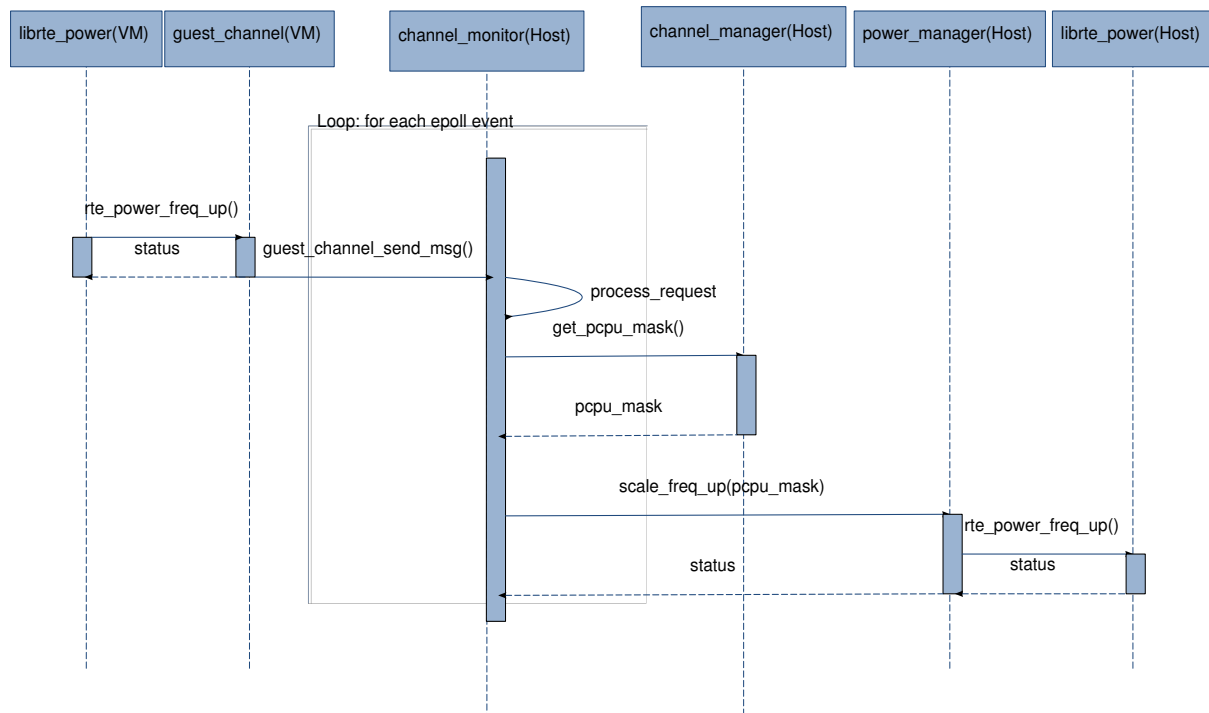 librte_power(VM)
guest_channel(VM)
channel_monitor(Host)
channel_manager(Host)
power_manager(Host)
librte_power(Host)
Loop: for each epoll event
rte_power_freq_up()
status
guest_channel_send_msg()
process_request
get_pcpu_mask()
pcpu_mask
scale_freq_up(pcpu_mask)
rte_power_freq_up()
status
status